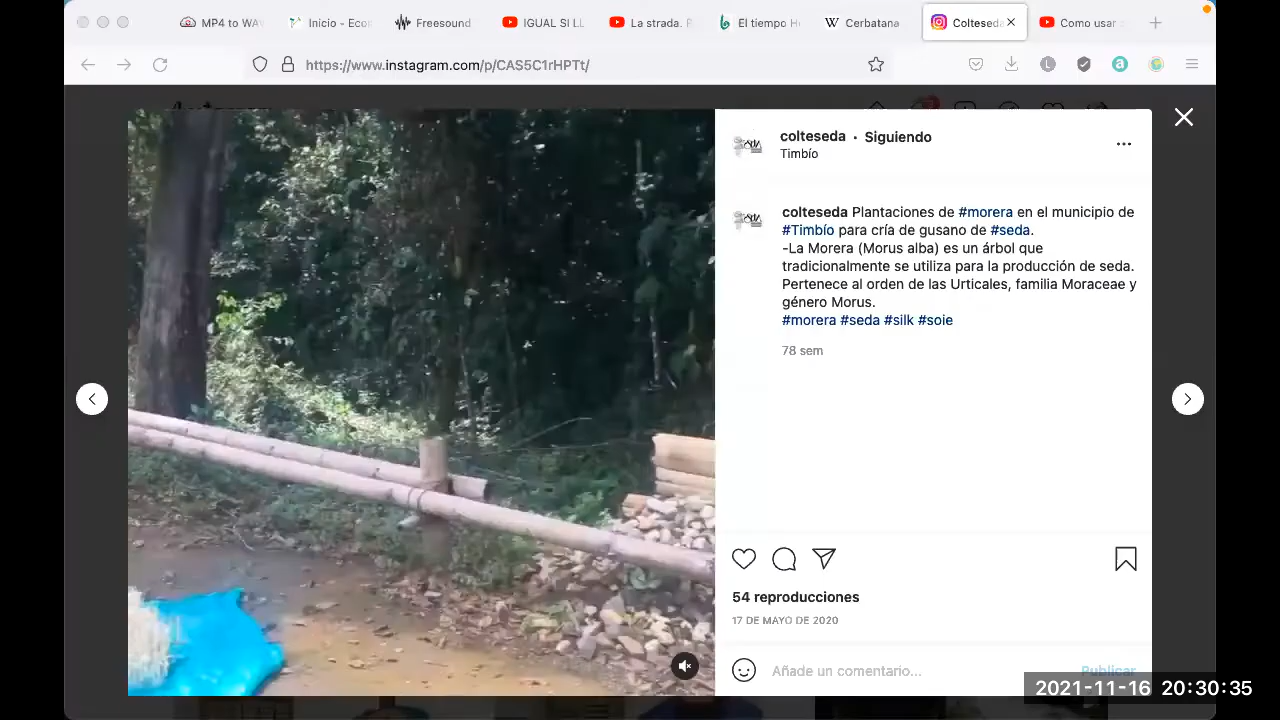 MP4 to WAV
Inicio - Econ
Freesound
IGUAL SI LL
La strada. P
El tiempo H
Cerbatana
Colteseda
Como usar
https://www.instagram.com/p/CAS5C1rHPTt/
colteseda · Siguiendo
Timbío
colteseda Plantaciones de #morera en el municipio de
#Timbío para cría de gusano de #seda.
-La Morera (Morus alba) es un árbol que
tradicionalmente se utiliza para la producción de seda.
Pertenece al orden de las Urticales, familia Moraceae y
género Morus.
#morera #seda #silk #soie
78 sem
54 reproducciones
17 DE MAYO DE 2020
Añade un comentario...
Publicar
2021-11-16 20:30:35